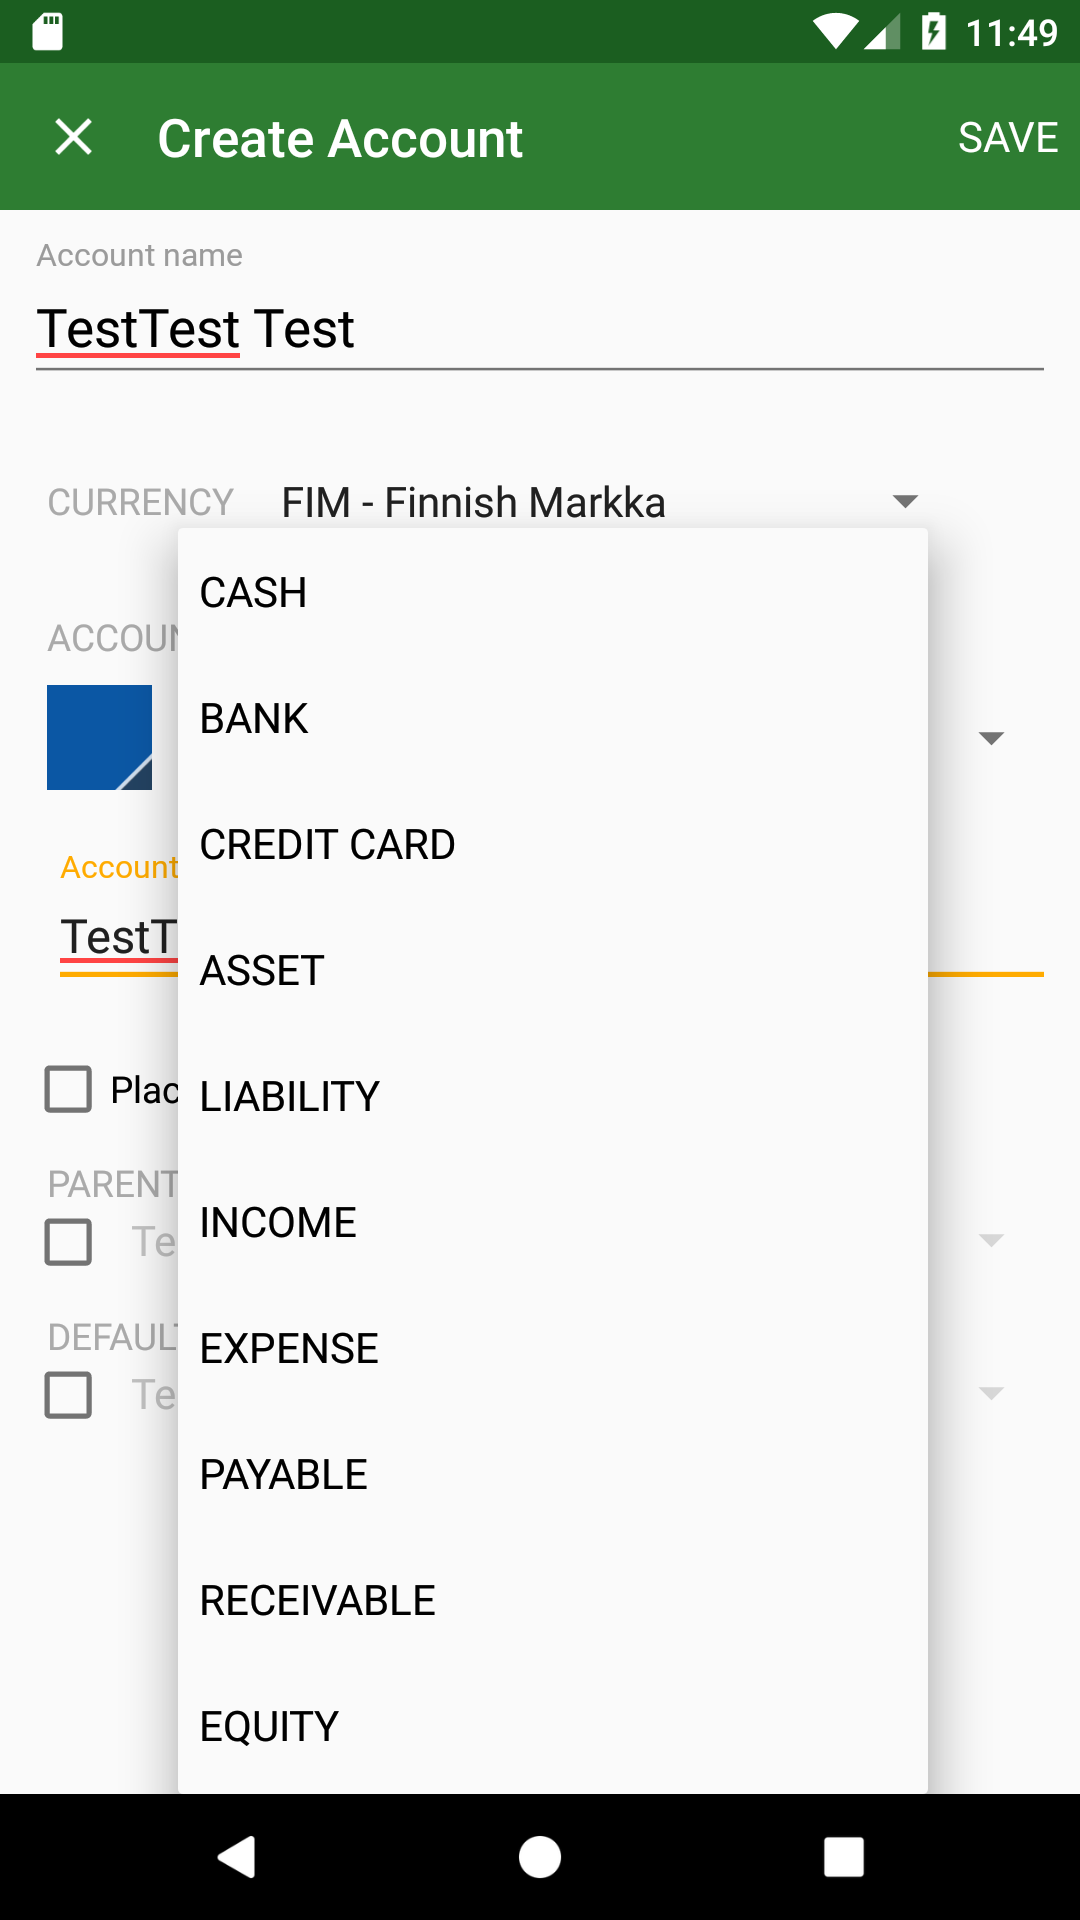 11:49
Create Account
SAVE
Account name
TestTest Test
CURRENCY
FIM - Finnish Markka
CASH
ACCOUN
BANK
CREDIT CARD
Account
TestT
ASSET
Plac
LIABILITY
PARENT
INCOME
Te
DEFAULT
EXPENSE
Te
PAYABLE
RECEIVABLE
EQUITY